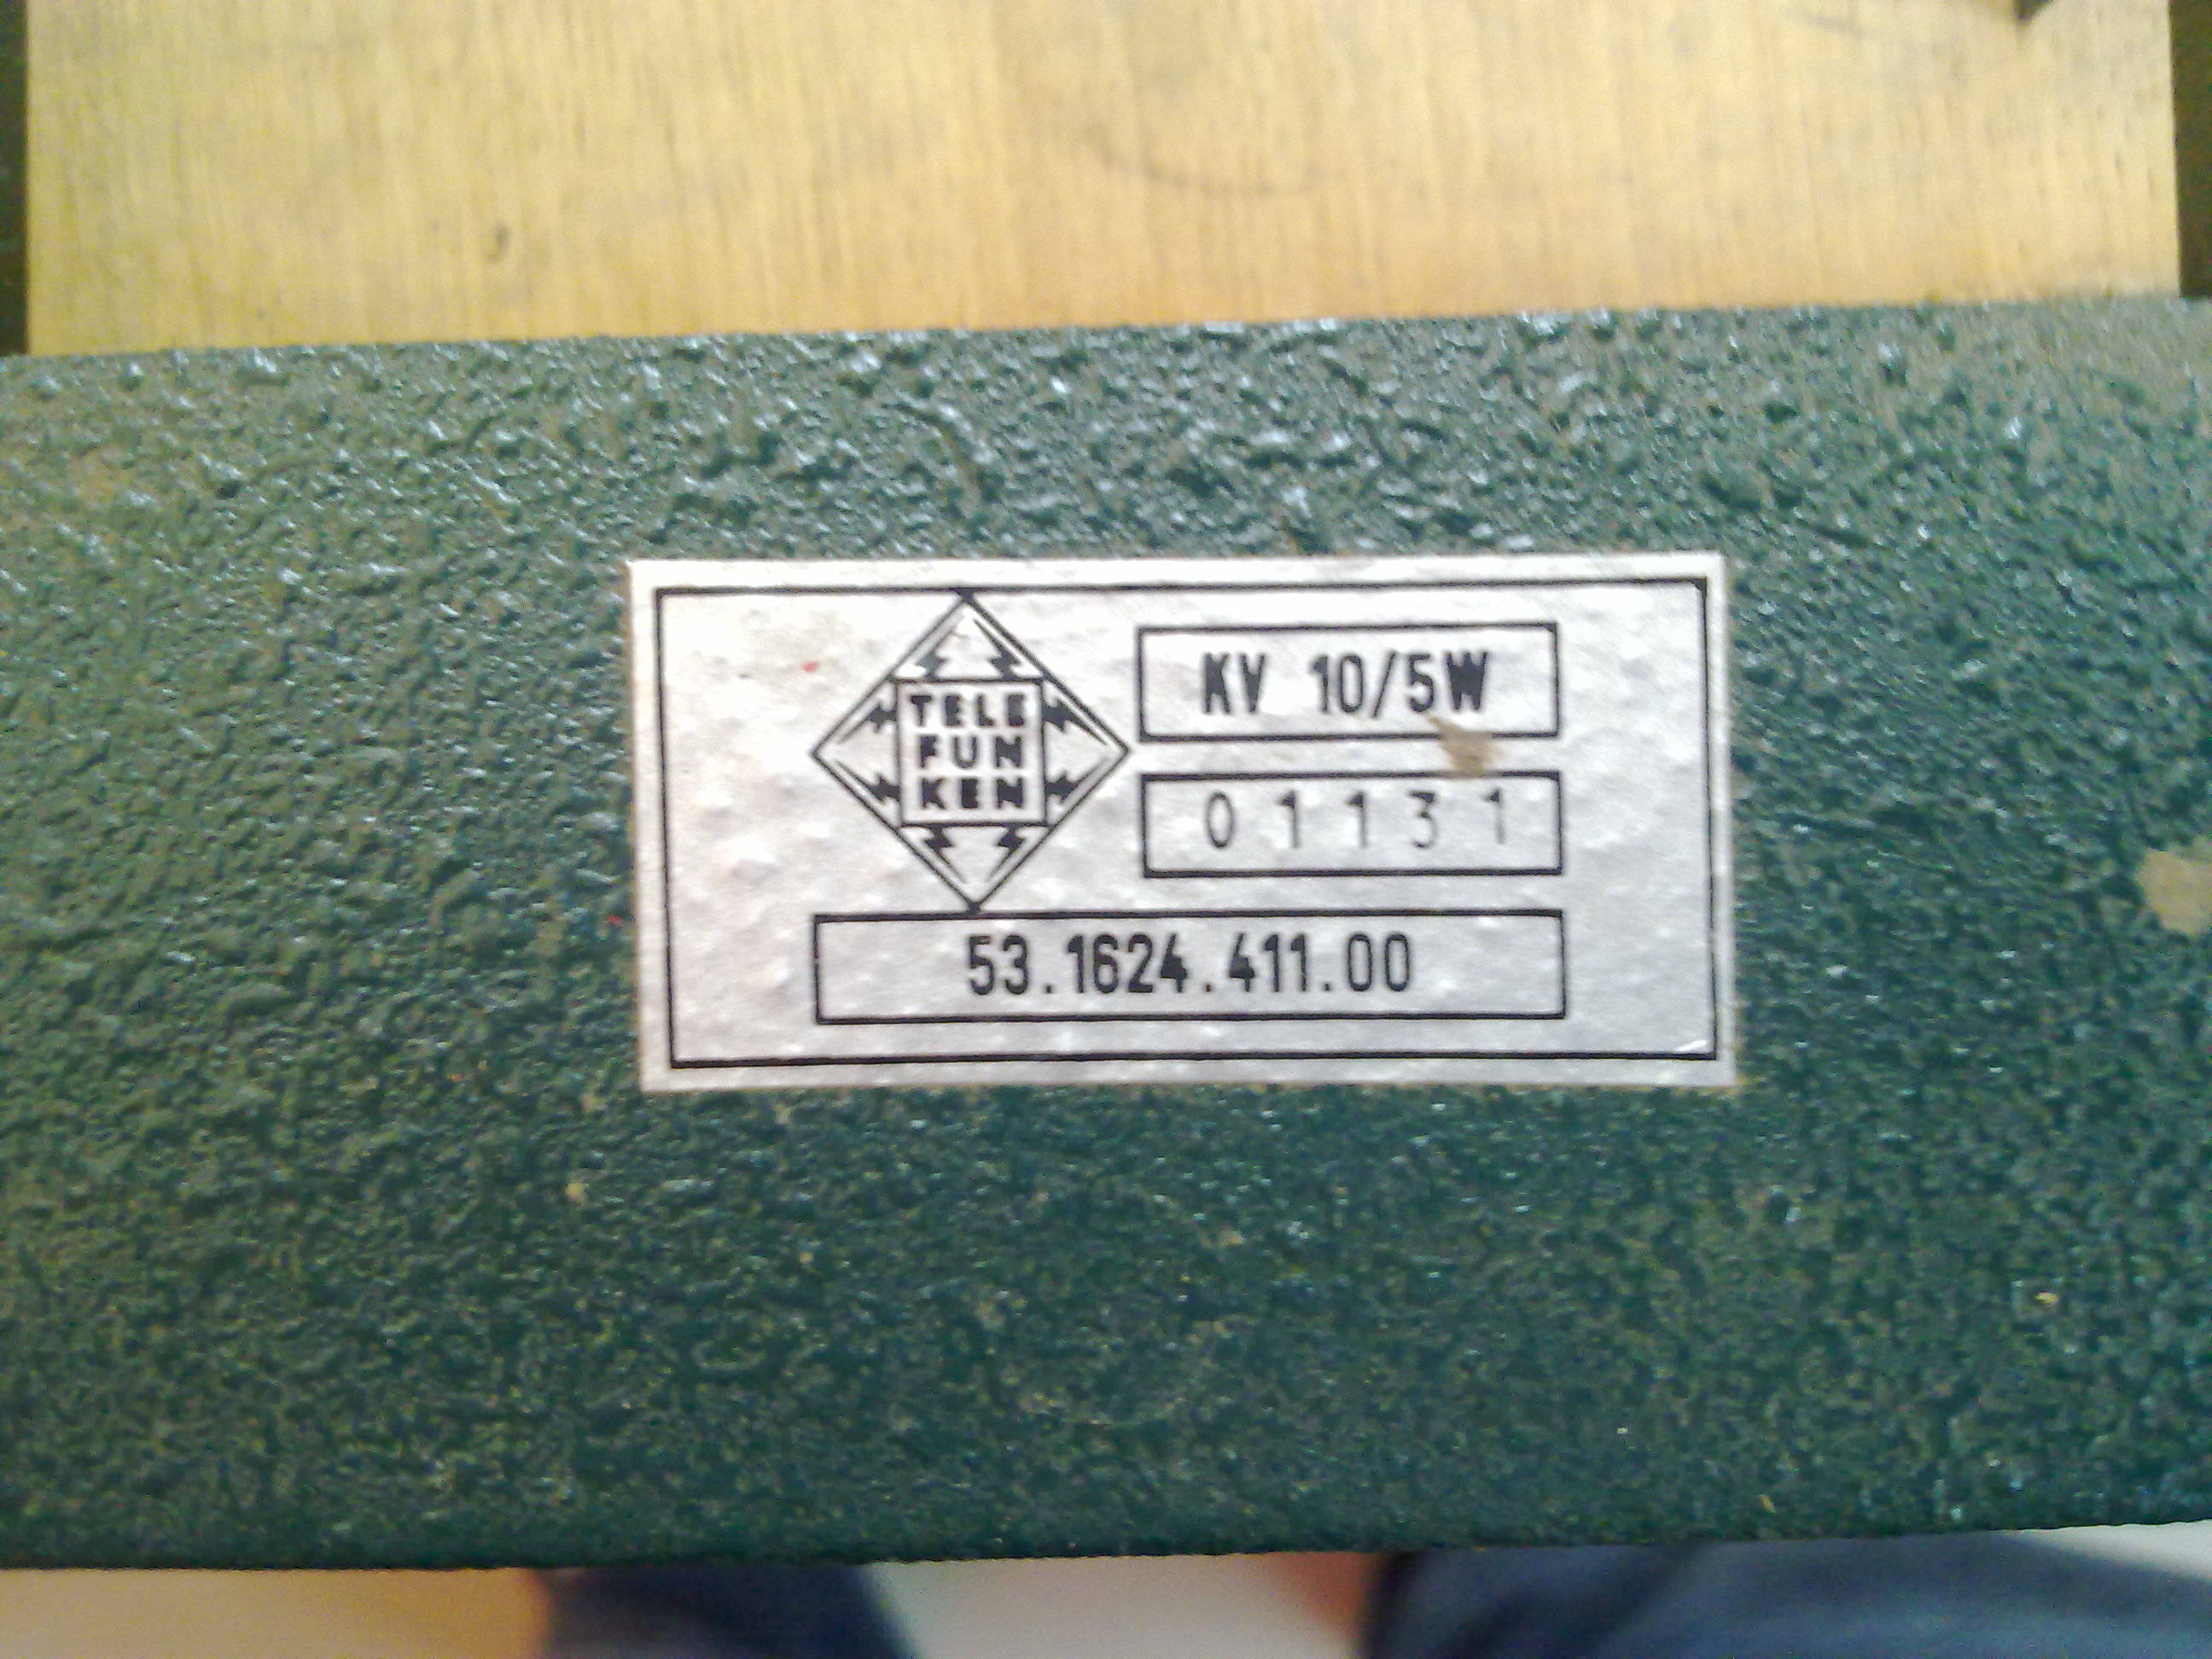 TELE
FUN
KEN
KV 10/5W
01131
53.1624.411.00